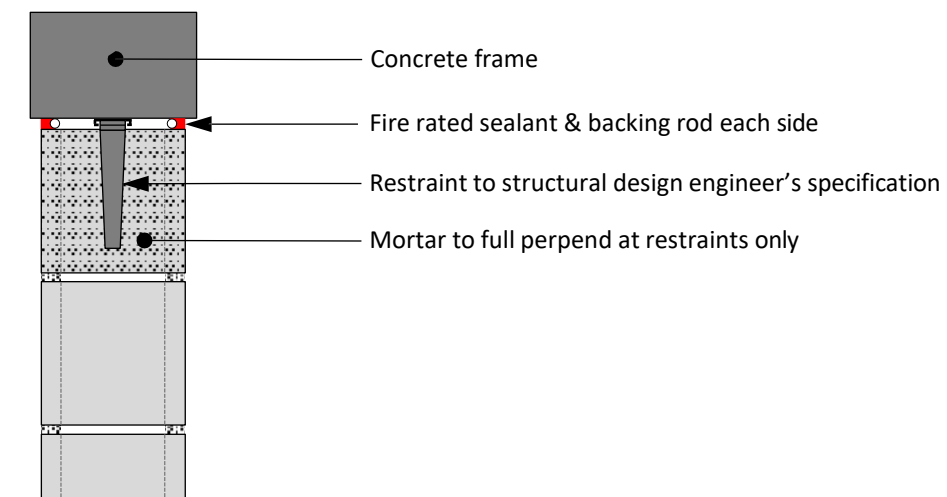 Concrete frame
Fire rated sealant & backing rod each side
Restraint to structural design engineer’s specification
Mortar to full perpend at restraints only